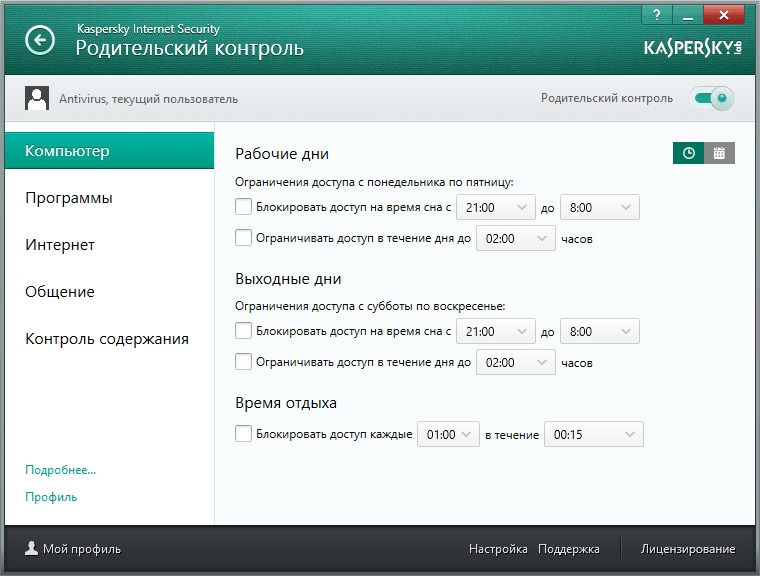 Kaspersky Internet Security
Родительский контроль
?
KASPERSKY lab
Antivirus, текущий пользователь
Родительский контроль
Компьютер
Программы
Интернет
Общение
Контроль содержания
Подробнее...
Профиль
Рабочие дни
Ограничения доступа с понедельника по пятницу:
Блокировать доступ на время сна с 21:00 до 8:00
Ограничивать доступ в течение дня до 02:00 часов
Выходные дни
Ограничения доступа с субботы по воскресенье:
Блокировать доступ на время сна с 21:00 до 8:00
Ограничивать доступ в течение дня до 02:00 часов
Время отдыха
Блокировать доступ каждые 01:00 в течение 00:15
Мой профиль
Настройка Поддержка Лицензирование